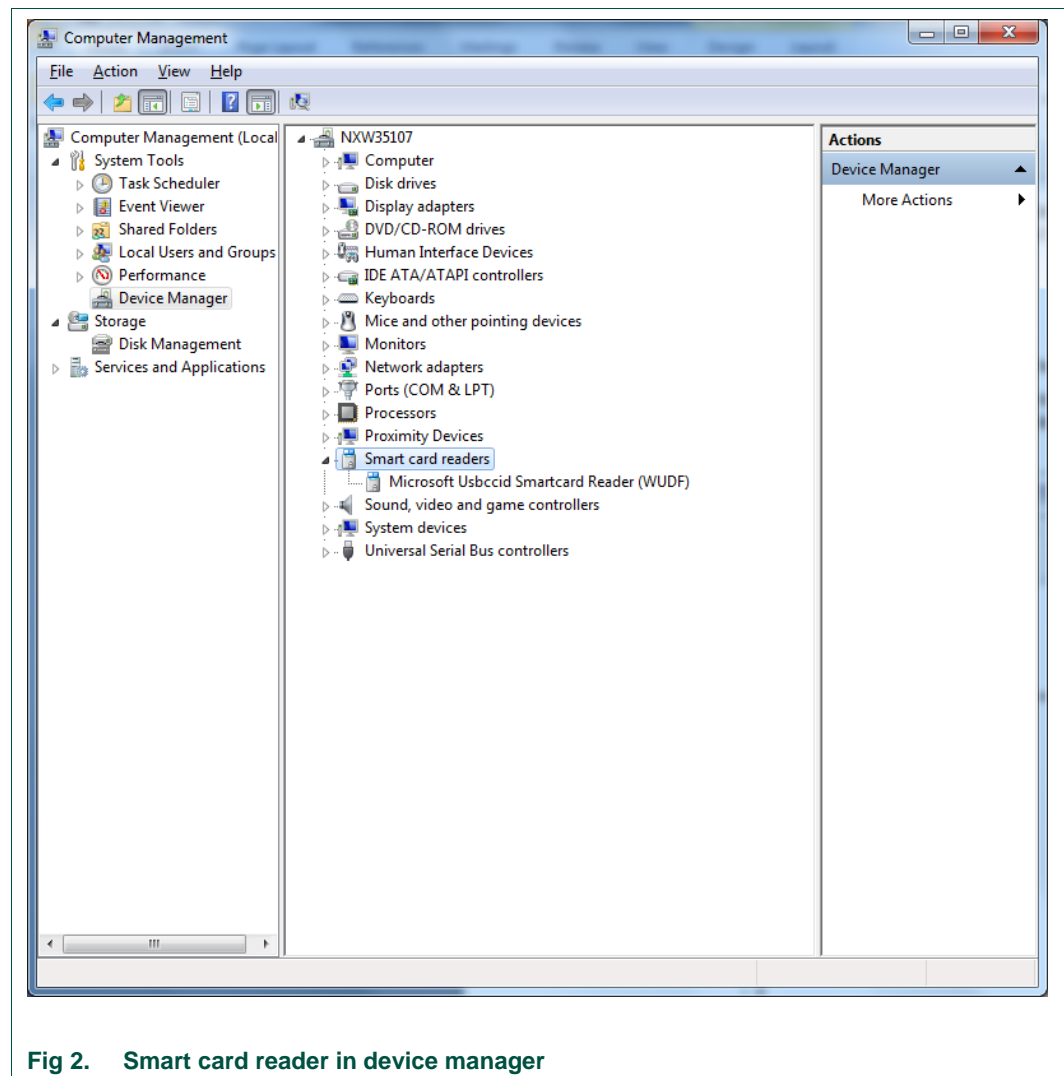 Computer Management
File Action View Help
Computer Management (Local
System Tools
Task Scheduler
Event Viewer
Shared Folders
Local Users and Groups
Performance
Device Manager
Storage
Disk Management
Services and Applications
NXW35107
Computer
Disk drives
Display adapters
DVD/CD-ROM drives
Human Interface Devices
IDE ATA/ATAPI controllers
Keyboards
Mice and other pointing devices
Monitors
Network adapters
Ports (COM & LPT)
Processors
Proximity Devices
Smart card readers
Microsoft Usbccid Smartcard Reader (WUDF)
Sound, video and game controllers
System devices
Universal Serial Bus controllers
Actions
Device Manager
More Actions
Fig 2. Smart card reader in device manager